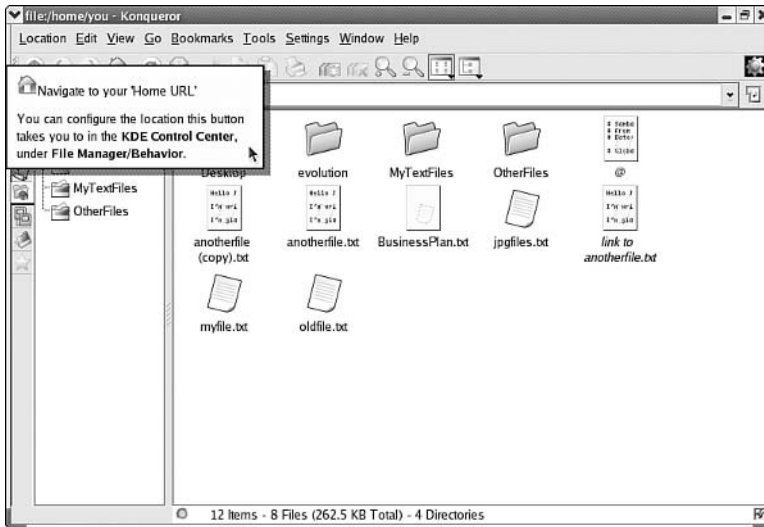 file:/home/you - Konqueror
Location Edit View Go Bookmarks Tools Settings Window Help
Navigate to your 'Home URL'
You can configure the location this button
takes you to in the KDE Control Center,
under File Manager/Behavior.
MyTextFiles
OtherFiles
Desktop
evolution
MyTextFiles
OtherFiles
@
anotherfile
(copy).txt
anotherfile.txt
BusinessPlan.txt
jpgfiles.txt
link to
anotherfile.txt
myfile.txt
oldfile.txt
12 Items - 8 Files (262.5 KB Total) - 4 Directories